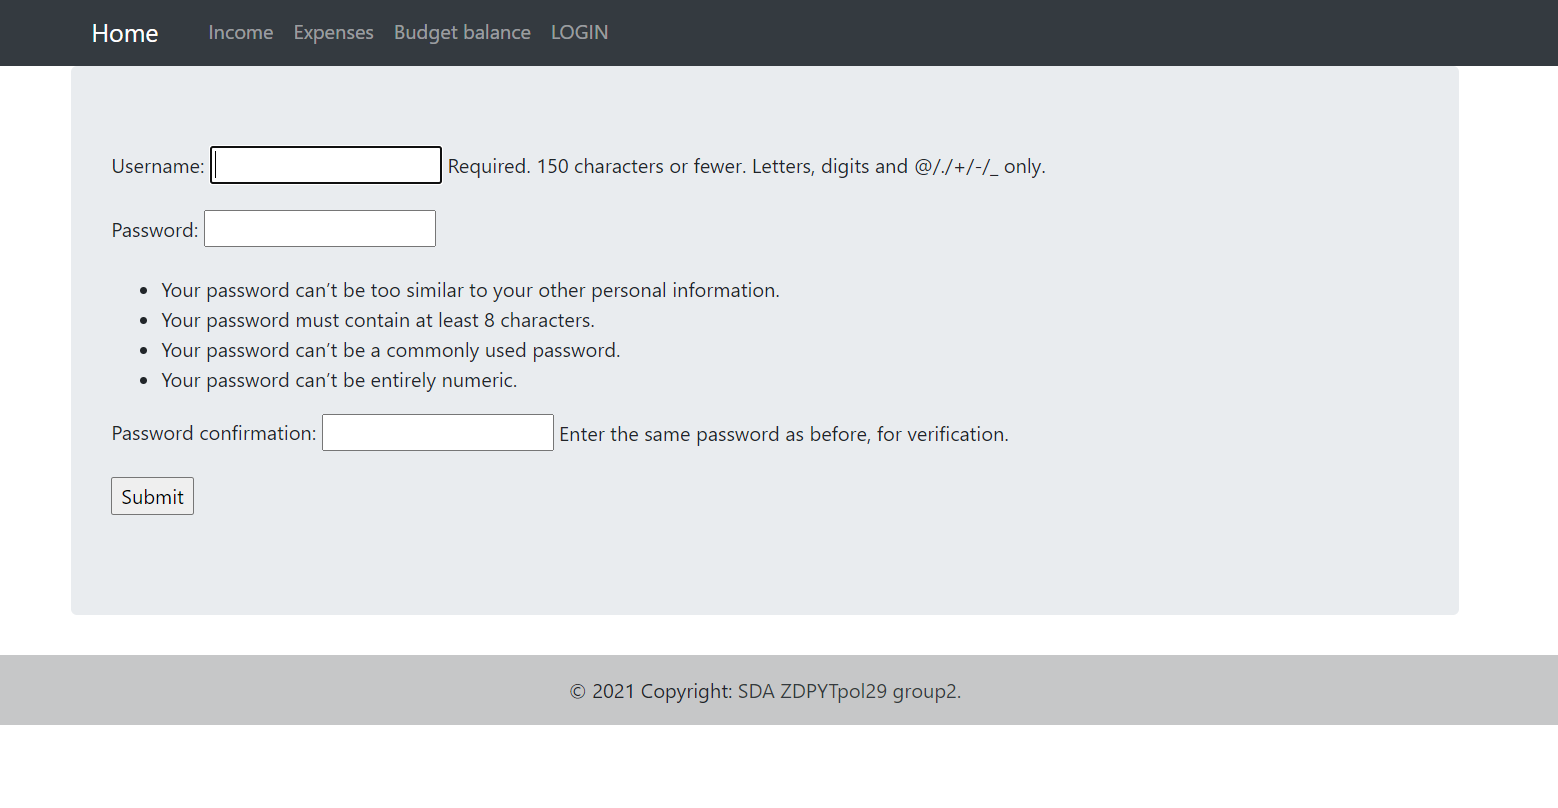 Home Income Expenses Budget balance LOGIN
Username: Required. 150 characters or fewer. Letters, digits and @/./+/-/_ only.
Password:
• Your password can’t be too similar to your other personal information.
• Your password must contain at least 8 characters.
• Your password can’t be a commonly used password.
• Your password can’t be entirely numeric.
Password confirmation: Enter the same password as before, for verification.
Submit
© 2021 Copyright: SDA ZDPYTpol29 group2.